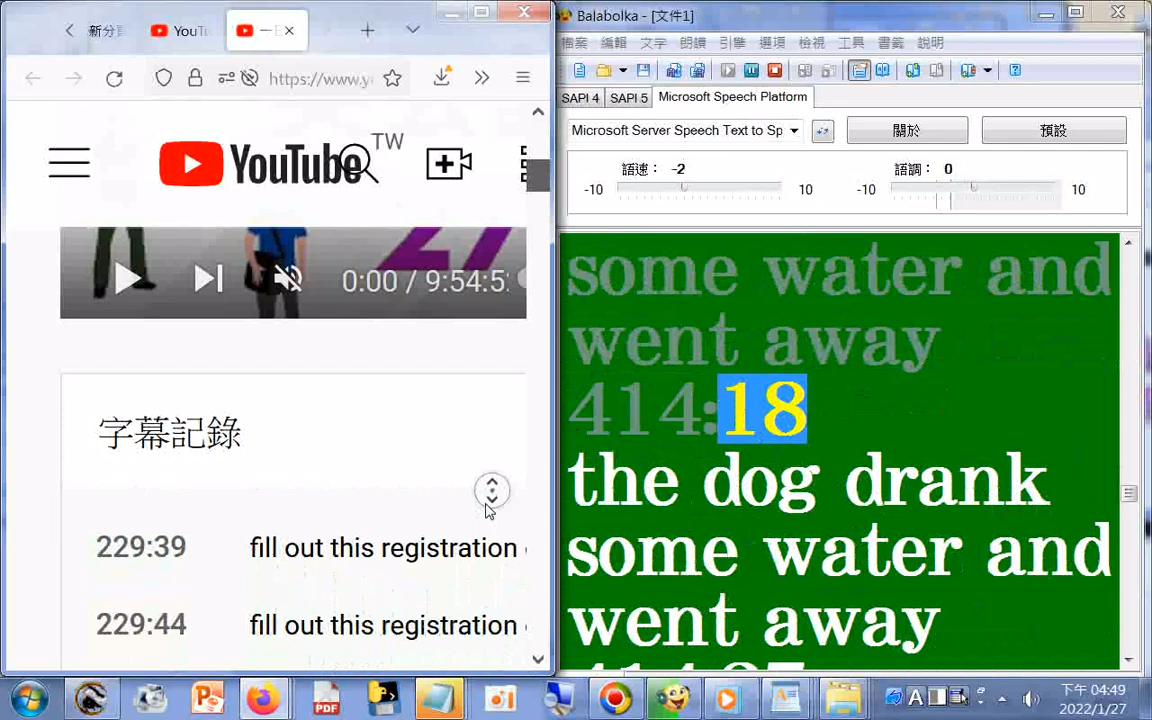 新分
YouTu
一 E
https://www.y
YouTube
TW
27
0:00 / 9:54:5
字幕記錄
229:39 fill out this registration
229:44 fill out this registration
Balabolka - [文件1]
檔案 編輯 文字 朗讀 引擎 選項 檢視 工具 書籤 說明
SAPI 4 SAPI 5 Microsoft Speech Platform
Microsoft Server Speech Text to Sp
關於
預設
語速: -2
語調: 0
-10 10 -10 10
some water and
went away
414:18
the dog drank
some water and
went away
PDF
A
下午 04:49
2022/1/27